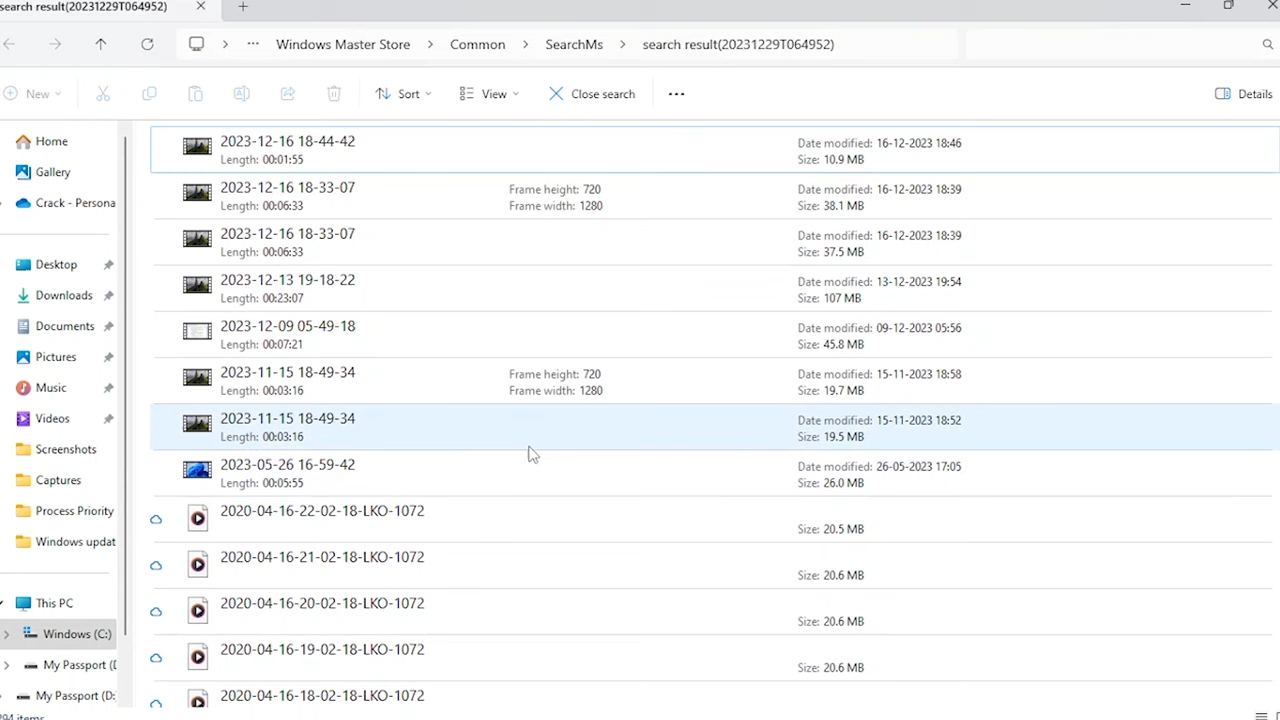 search result(20231229T064952)
Windows Master Store > Common > SearchMs > search result(20231229T064952)
New
Sort
View
Close search
Details
Home
Gallery
Crack - Persona
Desktop
Downloads
Documents
Pictures
Music
Videos
Screenshots
Captures
Process Priority
Windows updat
This PC
Windows (C:)
My Passport (D
My Passport (D:
294 items
2023-12-16 18-44-42
Length: 00:01:55
Date modified: 16-12-2023 18:46
Size: 10.9 MB
2023-12-16 18-33-07
Length: 00:06:33
Frame height: 720
Frame width: 1280
Date modified: 16-12-2023 18:39
Size: 38.1 MB
2023-12-16 18-33-07
Length: 00:06:33
Date modified: 16-12-2023 18:39
Size: 37.5 MB
2023-12-13 19-18-22
Length: 00:23:07
Date modified: 13-12-2023 19:54
Size: 107 MB
2023-12-09 05-49-18
Length: 00:07:21
Date modified: 09-12-2023 05:56
Size: 45.8 MB
2023-11-15 18-49-34
Length: 00:03:16
Frame height: 720
Frame width: 1280
Date modified: 15-11-2023 18:58
Size: 19.7 MB
2023-11-15 18-49-34
Length: 00:03:16
Date modified: 15-11-2023 18:52
Size: 19.5 MB
2023-05-26 16-59-42
Length: 00:05:55
Date modified: 26-05-2023 17:05
Size: 26.0 MB
2020-04-16-22-02-18-LKO-1072
Size: 20.5 MB
2020-04-16-21-02-18-LKO-1072
Size: 20.6 MB
2020-04-16-20-02-18-LKO-1072
Size: 20.6 MB
2020-04-16-19-02-18-LKO-1072
Size: 20.6 MB
2020-04-16-18-02-18-LKO-1072